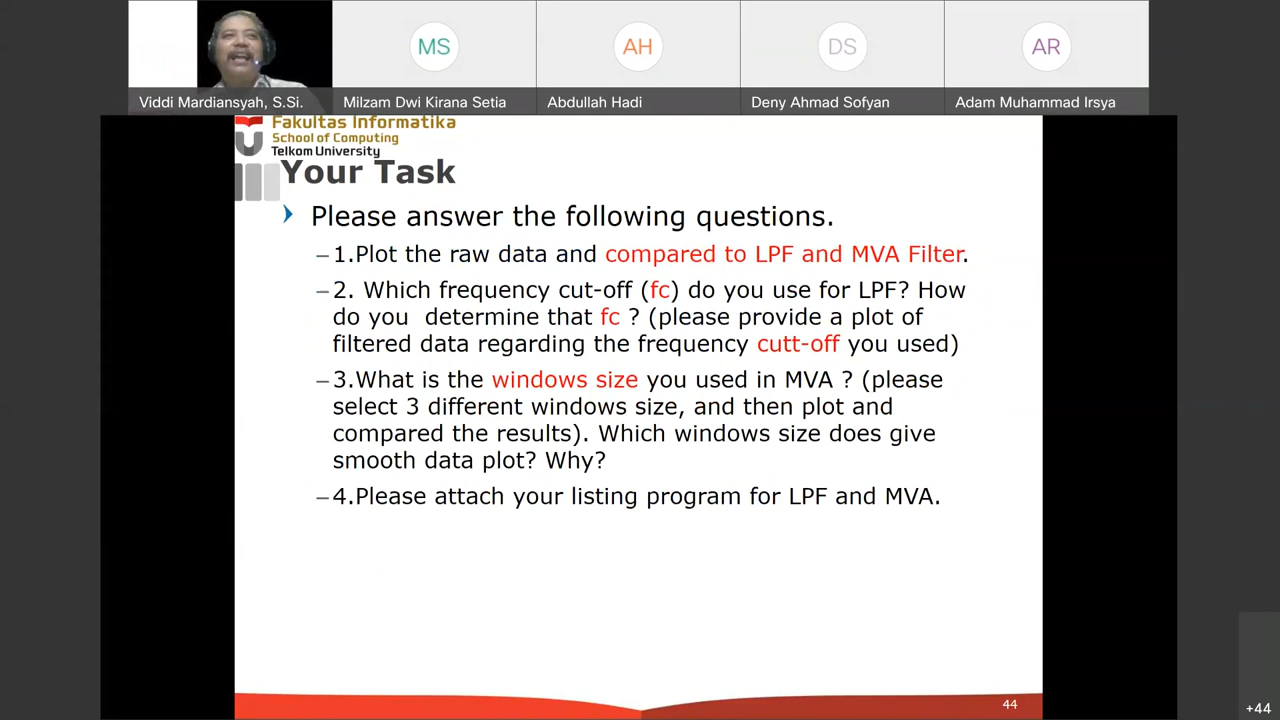 MS
AH
DS
AR
Viddi Mardiansyah, S.Si.
Milzam Dwi Kirana Setia
Abdullah Hadi
Deny Ahmad Sofyan
Adam Muhammad Irsya
Fakultas Informatika
School of Computing
Telkom University
Your Task
Please answer the following questions.
–1.Plot the raw data and compared to LPF and MVA Filter.
–2. Which frequency cut-off (fc) do you use for LPF? How
do you determine that fc ? (please provide a plot of
filtered data regarding the frequency cutt-off you used)
–3.What is the windows size you used in MVA ? (please
select 3 different windows size, and then plot and
compared the results). Which windows size does give
smooth data plot? Why?
–4.Please attach your listing program for LPF and MVA.
44
+44